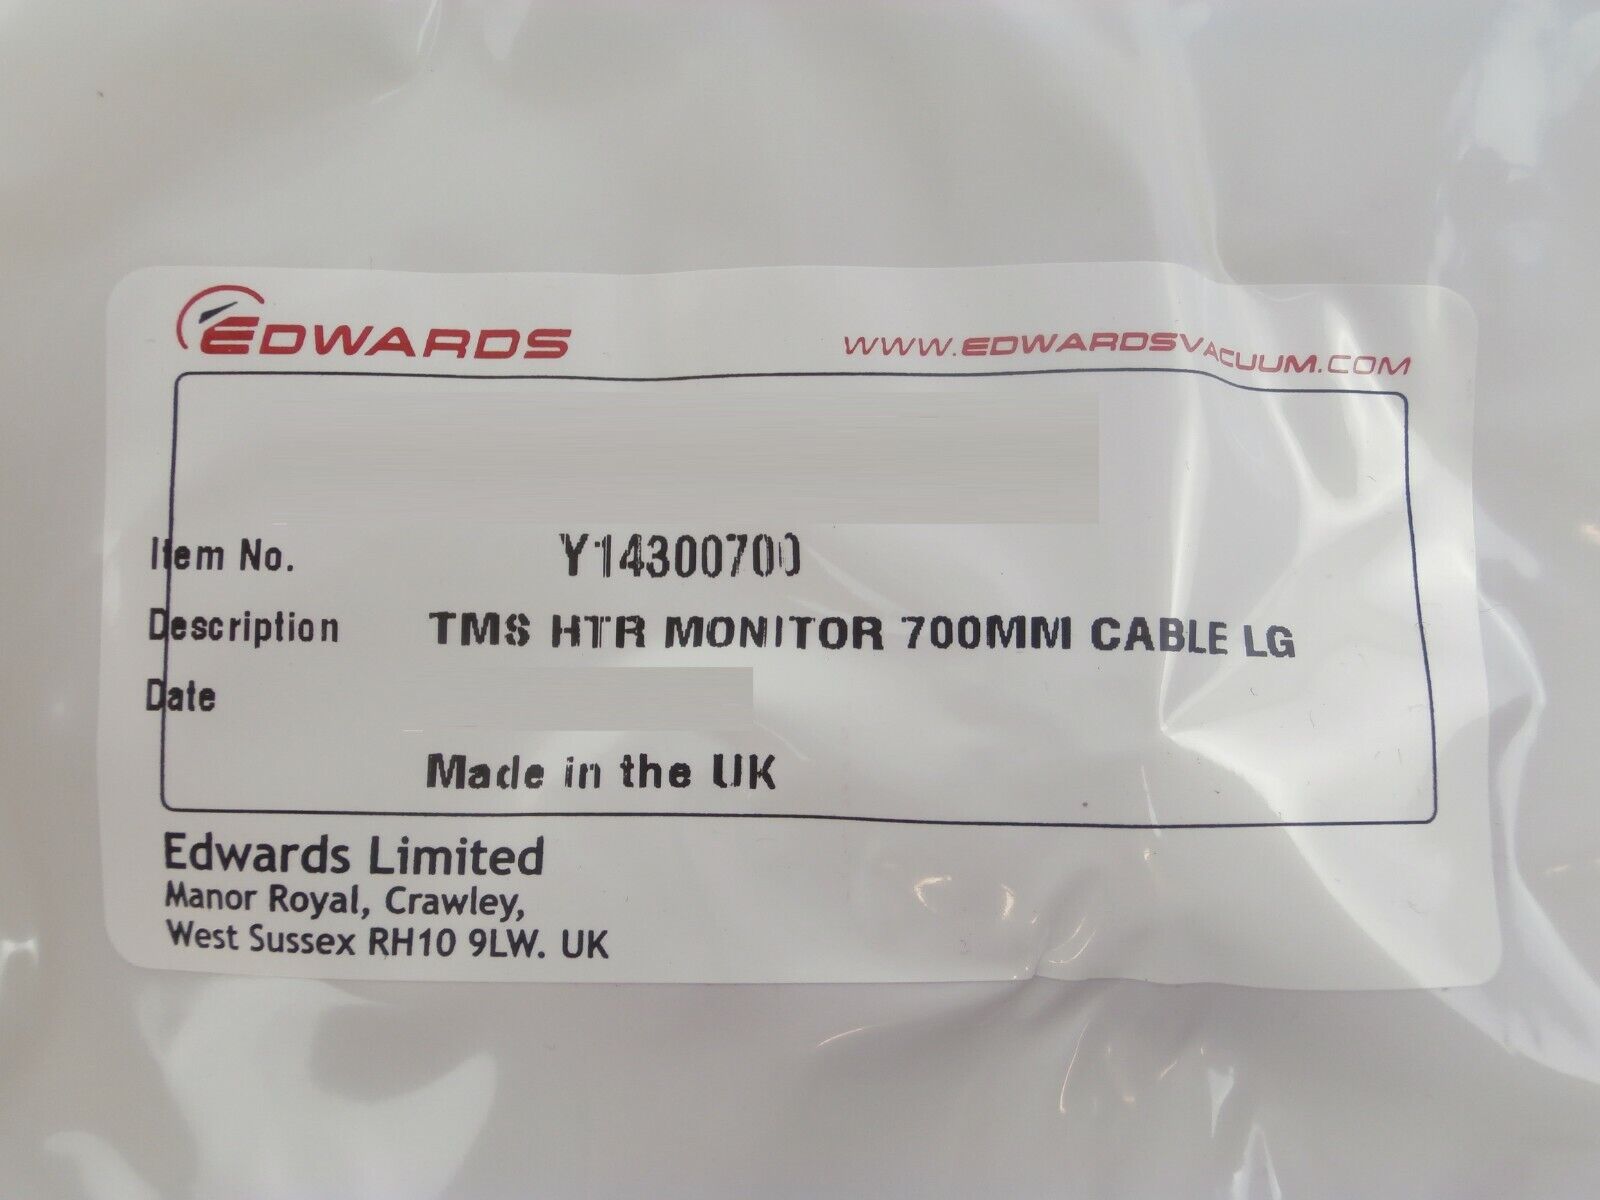 EDWARDS
WWW.EDWARDSVACUUM.COM
Item No. Y14300700
Description TMS HTR MONITOR 700MM CABLE LG
Date
Made in the UK
Edwards Limited
Manor Royal, Crawley,
West Sussex RH10 9LW. UK